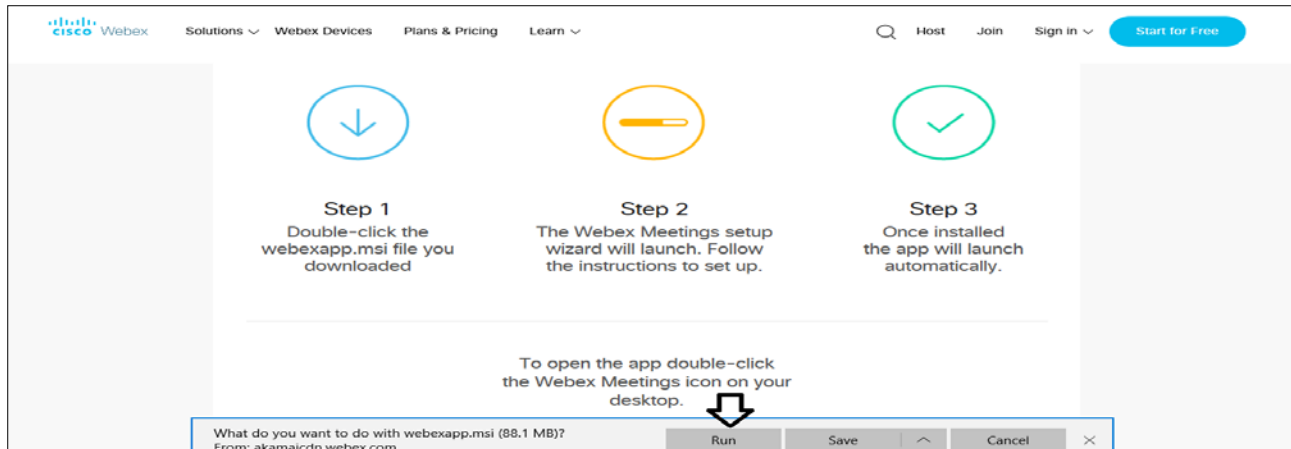 cisco Webex Solutions Webex Devices Plans & Pricing Learn Host Join Sign in Start for Free
Step 1
Double-click the
webexapp.msi file you
downloaded
Step 2
The Webex Meetings setup
wizard will launch. Follow
the instructions to set up.
Step 3
Once installed
the app will launch
automatically.
To open the app double-click
the Webex Meetings icon on your
desktop.
What do you want to do with webexapp.msi (88.1 MB)?
From: akamaicdn.webex.com
Run Save Cancel